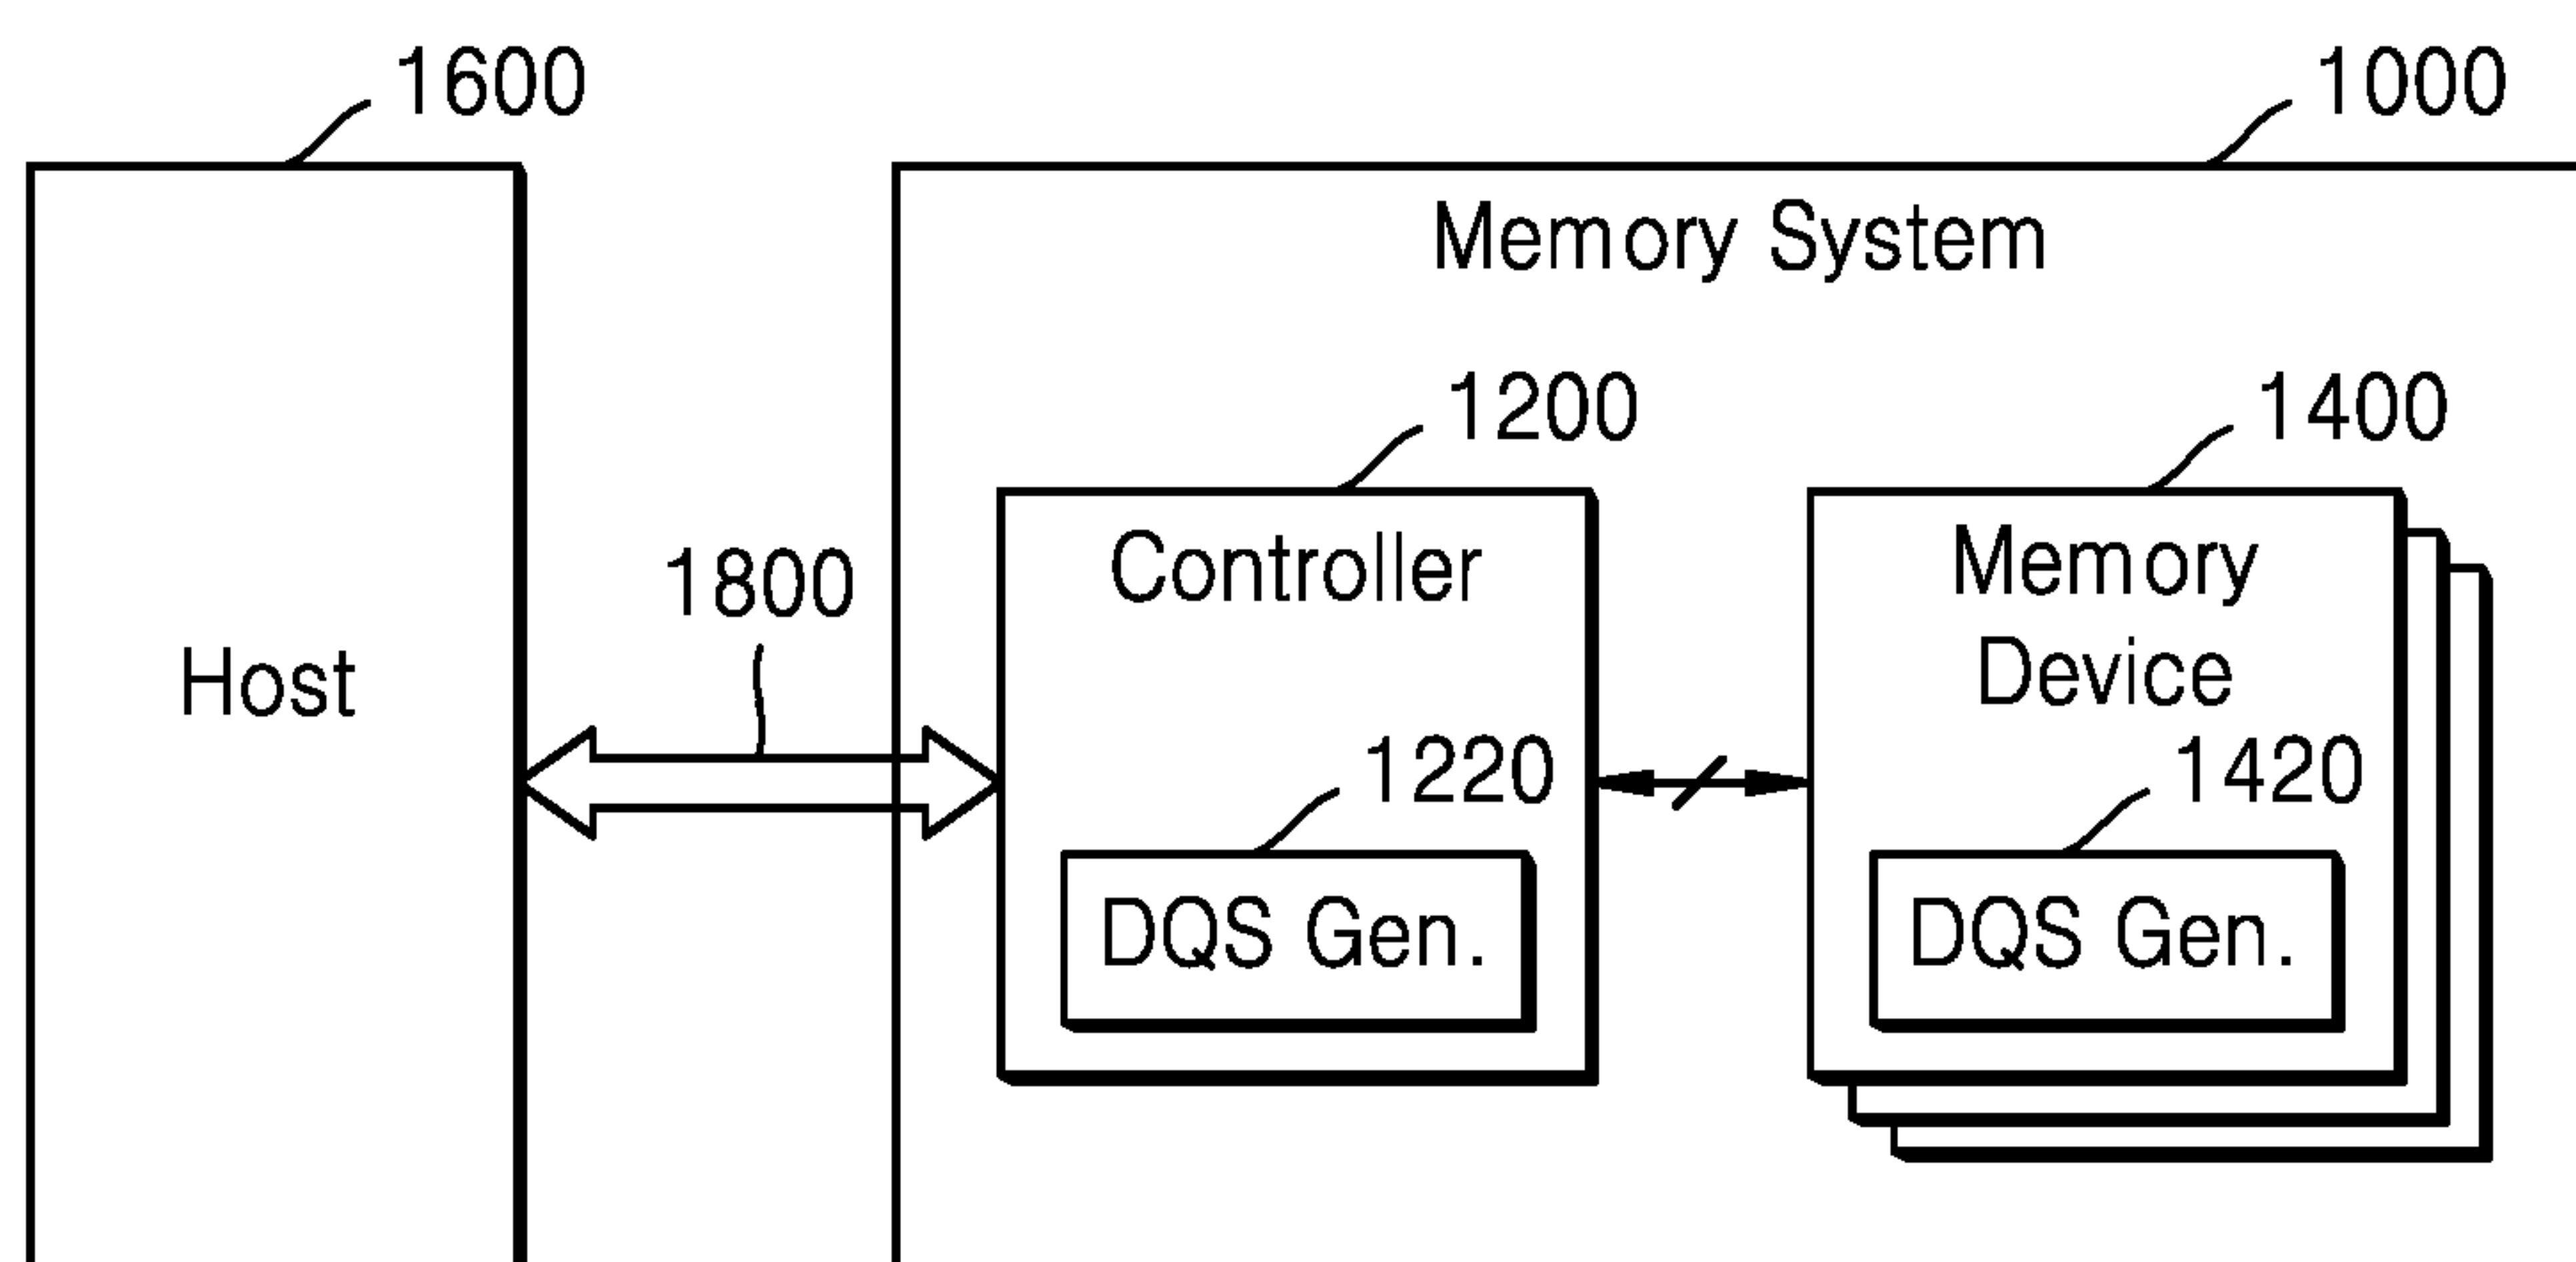 1600
1000
Memory System
1200
1400
Controller
Memory
Device
1800
Host
1220
1420
DQS Gen.
DQS Gen.